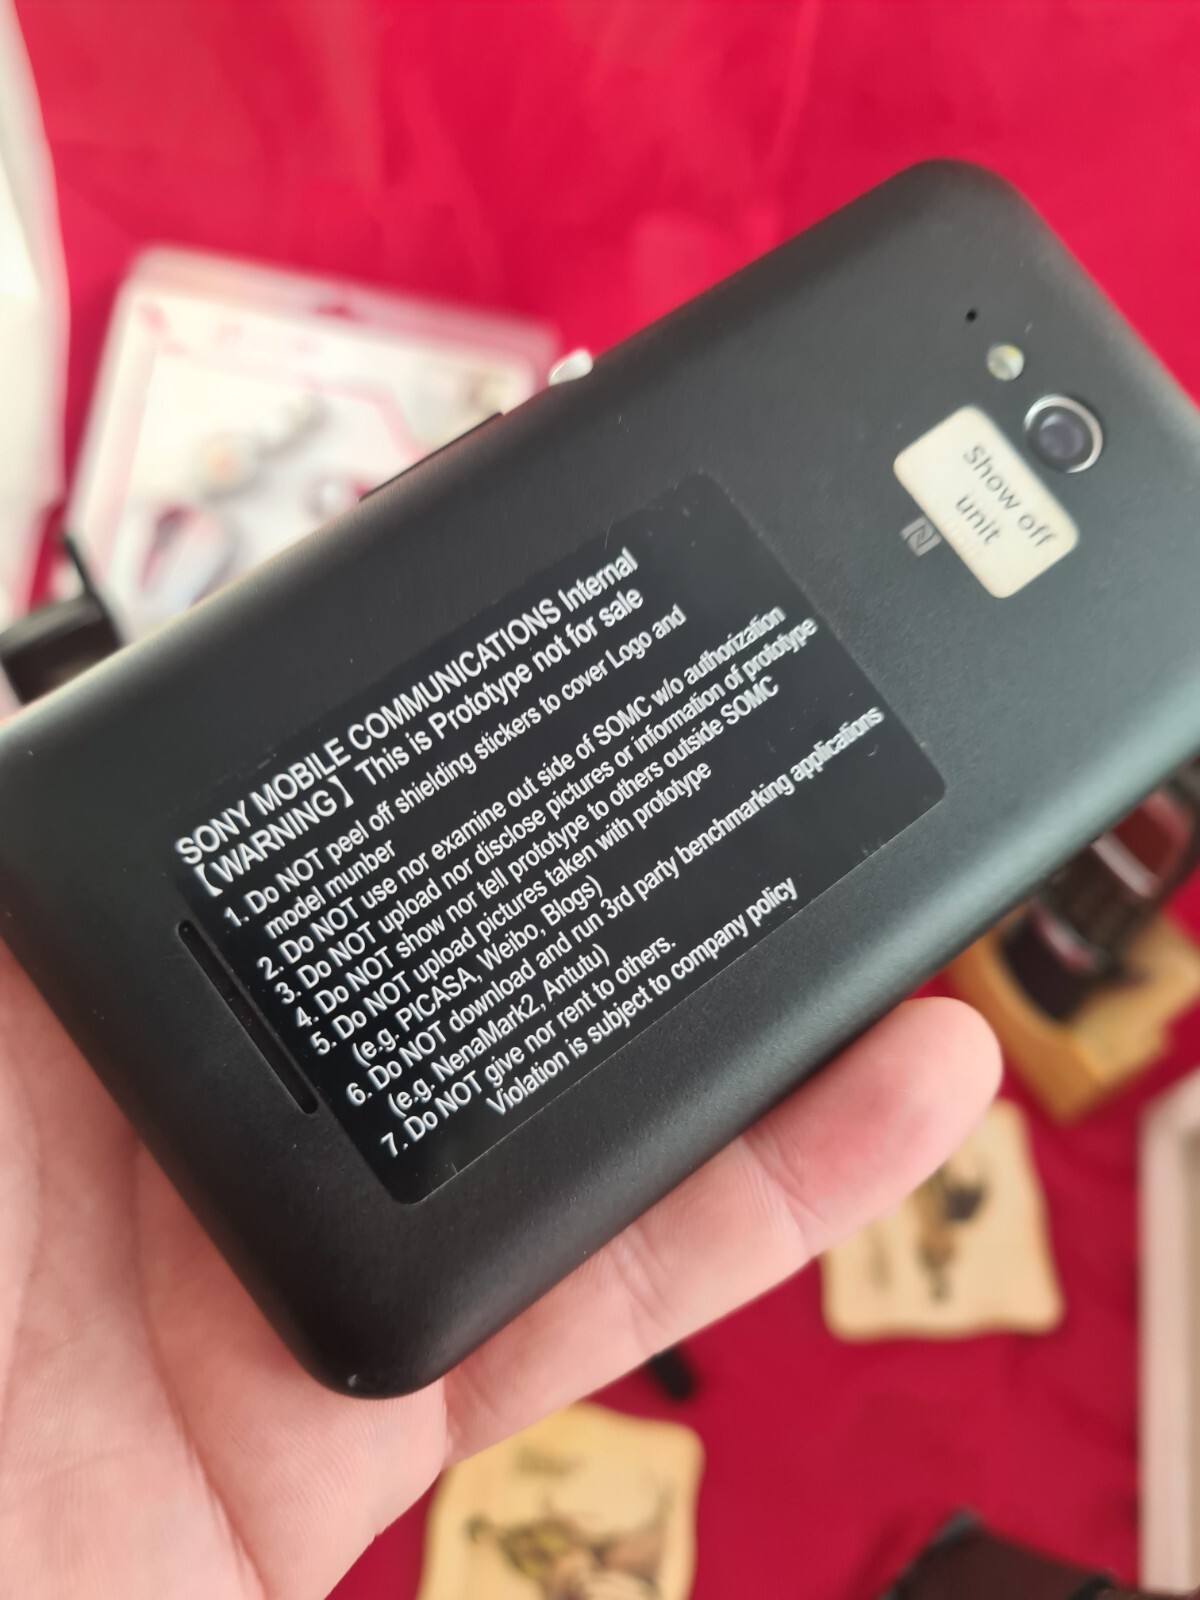 Show off
unit
SONY MOBILE COMMUNICATIONS Internal
【WARNING】 This is Prototype not for sale
1. Do NOT peel off shielding stickers to cover Logo and
model munber
2. Do NOT use nor examine out side of SOMC w/o authorization
3. Do NOT upload nor disclose pictures or information of prototype
4. Do NOT show nor tell prototype to others outside SOMC
5. Do NOT upload pictures taken with prototype
(e.g. PICASA, Weibo, Blogs)
6. Do NOT download and run 3rd party benchmarking applications
(e.g. NenaMark2, Antutu)
7. Do NOT give nor rent to others.
Violation is subject to company policy